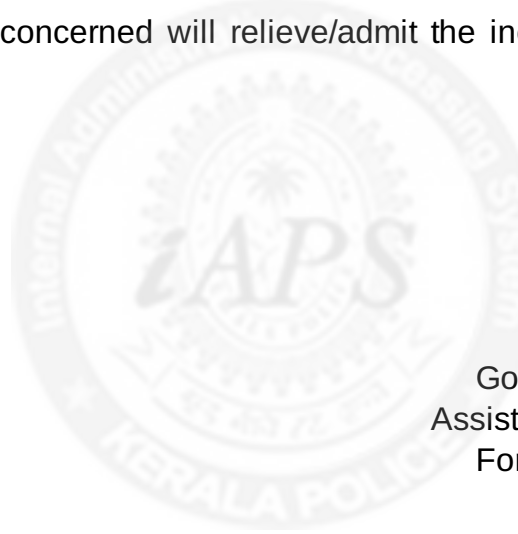 concerned will relieve/admit the in
Internal Administrative Processing System
iAPS
KERALA POLICE
Go
Assist
For